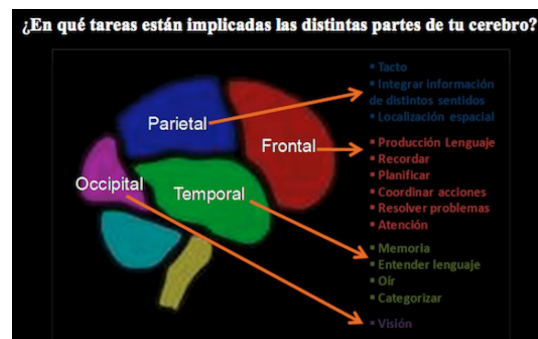 ¿En qué tareas están implicadas las distintas partes de tu cerebro?
Parietal
Frontal
Occipital
Temporal
▪ Tacto
▪ Integrar información
de distintos sentidos
▪ Localización espacial
▪ Producción Lenguaje
▪ Recordar
▪ Planificar
▪ Coordinar acciones
▪ Resolver problemas
▪ Atención
▪ Memoria
▪ Entender lenguaje
▪ Oír
▪ Categorizar
▪ Visión